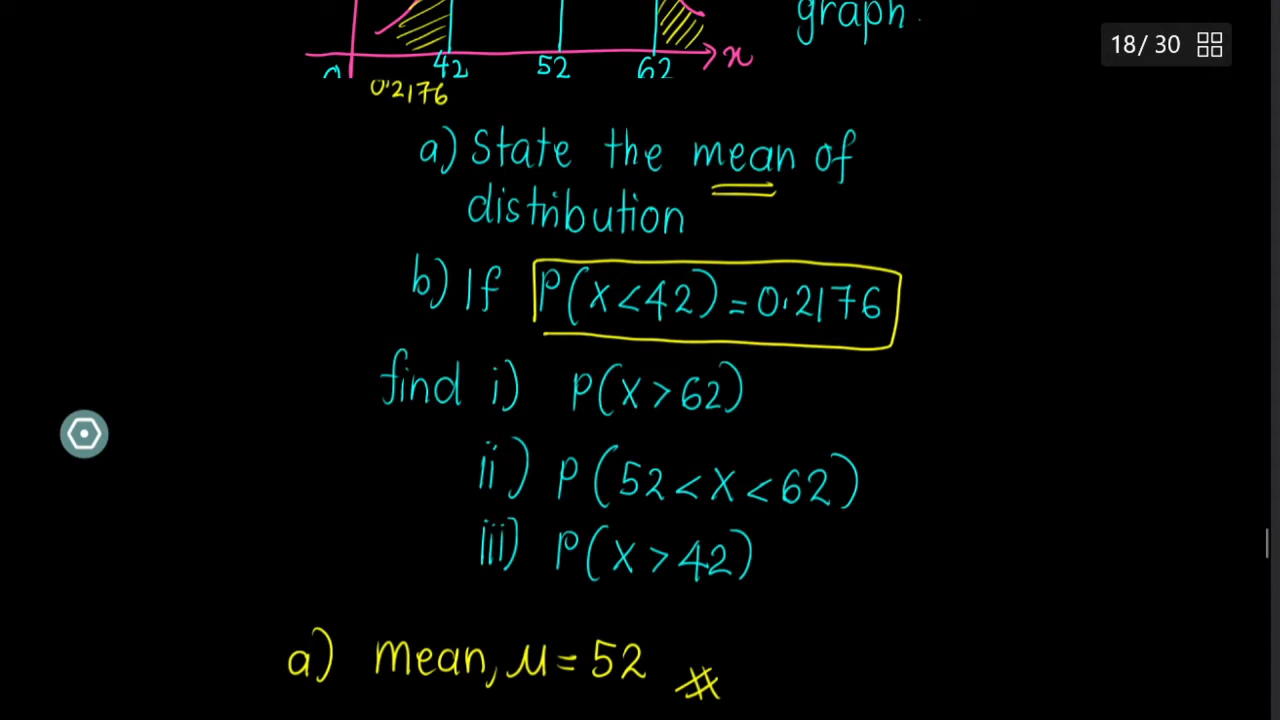 graph.
18/ 30
42 52 62 x
0.2176
a) State the mean of
distribution
b) If P(X<42) = 0.2176
find i) P(X > 62)
ii) P(52 < X < 62)
iii) P(X > 42)
a) mean, μ = 52